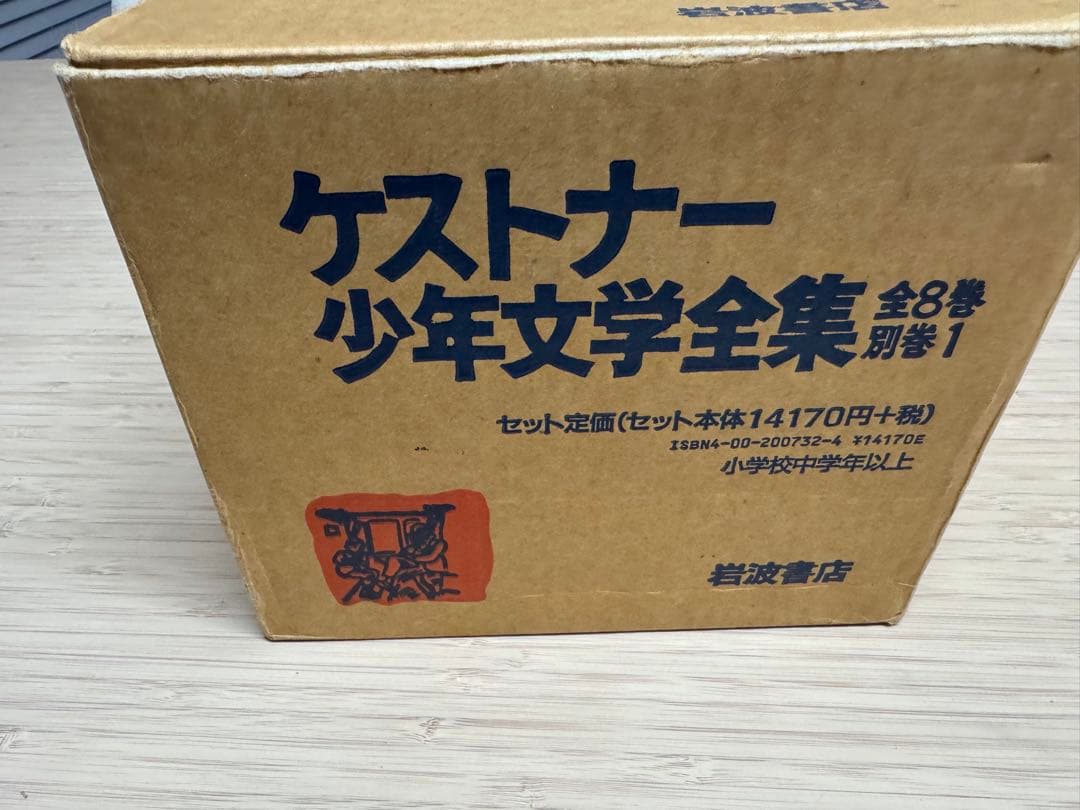 岩波書店
ケストナー
少年文学全集 全8巻
別巻1
セット定価(セット本体14170円+税)
ISBN4-00-200732-4 ¥14170E
小学校中学年以上
岩波書店